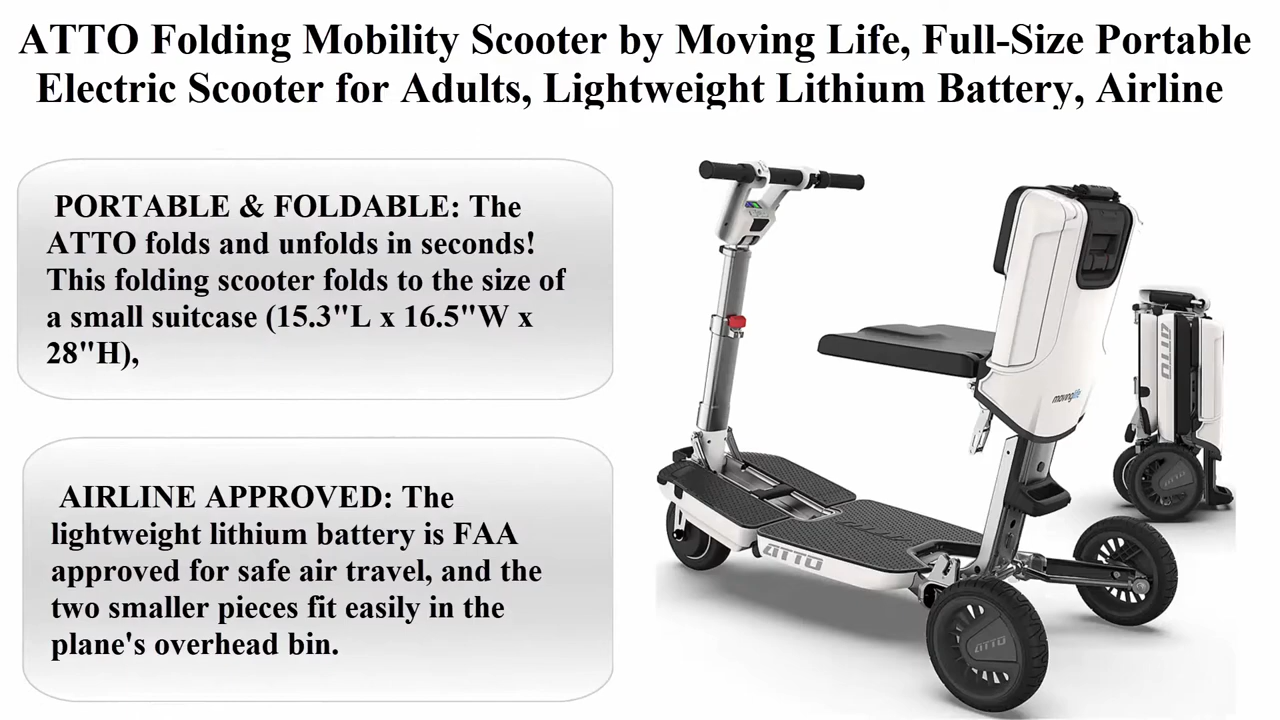 ATTO Folding Mobility Scooter by Moving Life, Full-Size Portable
Electric Scooter for Adults, Lightweight Lithium Battery, Airline
PORTABLE & FOLDABLE: The
ATTO folds and unfolds in seconds!
This folding scooter folds to the size of
a small suitcase (15.3"L x 16.5"W x
28"H),
AIRLINE APPROVED: The
lightweight lithium battery is FAA
approved for safe air travel, and the
two smaller pieces fit easily in the
plane's overhead bin.
movinglife
ATTO
ATTO
ATTO
ATTO